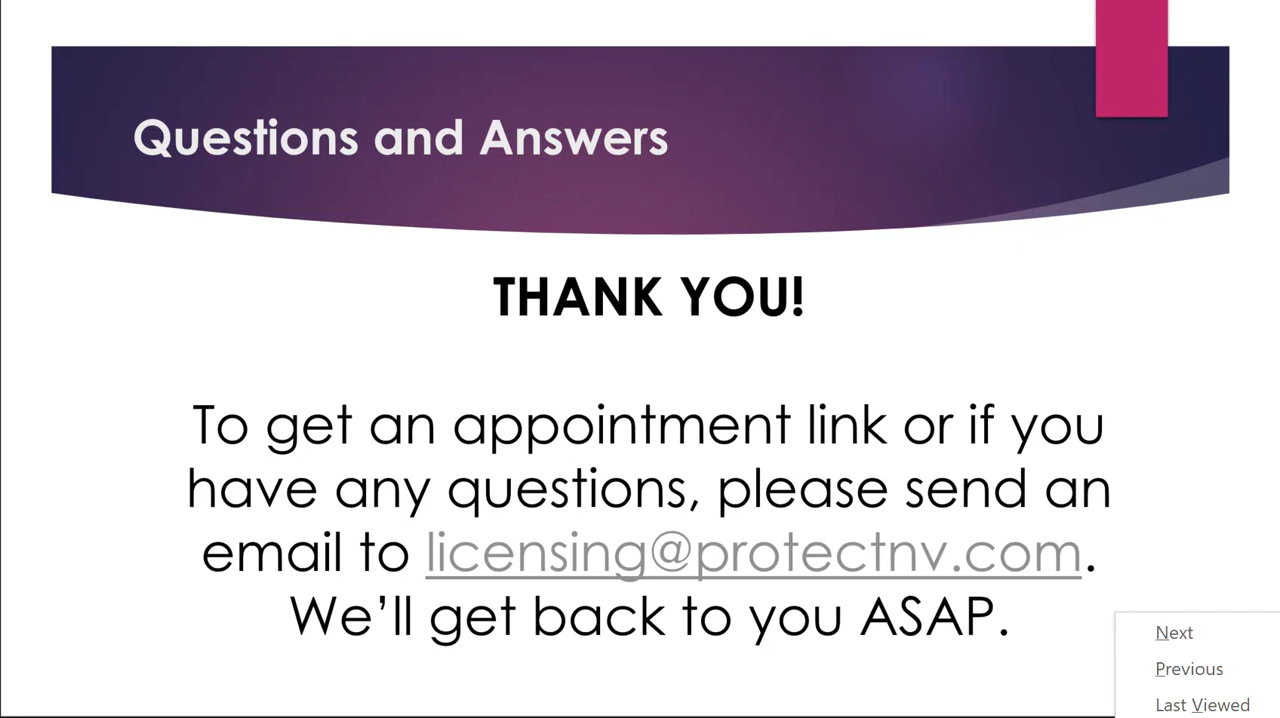 Questions and Answers
THANK YOU!
To get an appointment link or if you
have any questions, please send an
email to licensing@protectnv.com.
We’ll get back to you ASAP.
Next
Previous
Last Viewed